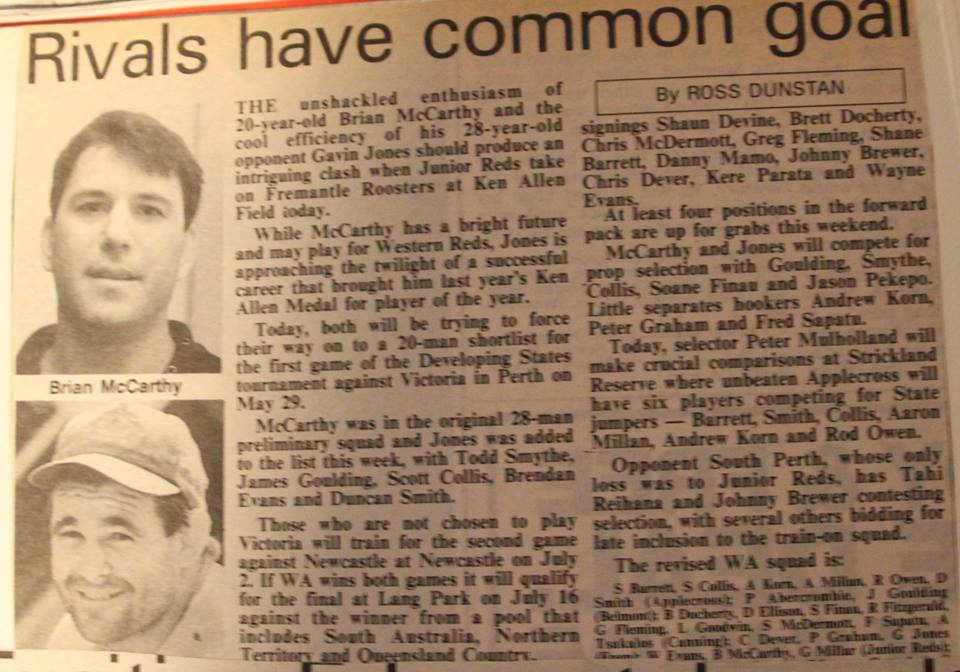 Rivals have common goal
THE unshackled enthusiasm of
20-year-old Brian McCarthy and the
cool efficiency of his 28-year-old
opponent Gavin Jones should produce an
intriguing clash when Junior Reds take
on Fremantle Roosters at Ken Allen
Field today.
While McCarthy has a bright future
and may play for Western Reds, Jones is
approaching the twilight of a successful
career that brought him last year's Ken
Allen Medal for player of the year.
Today, both will be trying to force
their way on to a 20-man shortlist for
the first game of the Developing States
tournament against Victoria in Perth on
May 29.
McCarthy was in the original 28-man
preliminary squad and Jones was added
to the list this week, with Todd Smythe,
James Goulding, Scott Collis, Brendan
Evans and Duncan Smith.
Those who are not chosen to play
Victoria will train for the second game
against Newcastle at Newcastle on July
2. If WA wins both games it will qualify
for the final at Lang Park on July 16
against the winner from a pool that
includes South Australia, Northern
Territory and Queensland Country.
Brian McCarthy
By ROSS DUNSTAN
signings Shaun Devine, Brett Docherty,
Chris McDermott, Greg Fleming, Shane
Barrett, Danny Mamo, Johnny Brewer,
Chris Dever, Kere Parata and Wayne
Evans.
At least four positions in the forward
pack are up for grabs this weekend.
McCarthy and Jones will compete for
prop selection with Goulding, Smythe,
Collis, Soane Finau and Jason Pekepo.
Little separates hookers Andrew Korn,
Peter Graham and Fred Sapatu.
Today, selector Peter Mulholland will
make crucial comparisons at Strickland
Reserve where unbeaten Applecross will
have six players competing for State
jumpers — Barrett, Smith, Collis, Aaron
Millan, Andrew Korn and Rod Owen.
Opponent South Perth, whose only
loss was to Junior Reds, has Tahi
Reihana and Johnny Brewer contesting
selection, with several others bidding for
late inclusion to the train-on squad.
The revised WA squad is:
S Barrett, S Collis, A Korn, A Millan, R Owen, D
Smith (Applecross); P Abercrombie, J Goulding
(Belmont); B Docherty, D Ellison, S Finau, R Fitzgerald,
G Fleming, L Goodwin, S McDermott, F Sapatu, A
Tsakalos (Canning); C Dever, P Graham, G Jones
W Evans, B McCarthy, G Millar (Junior Reds);